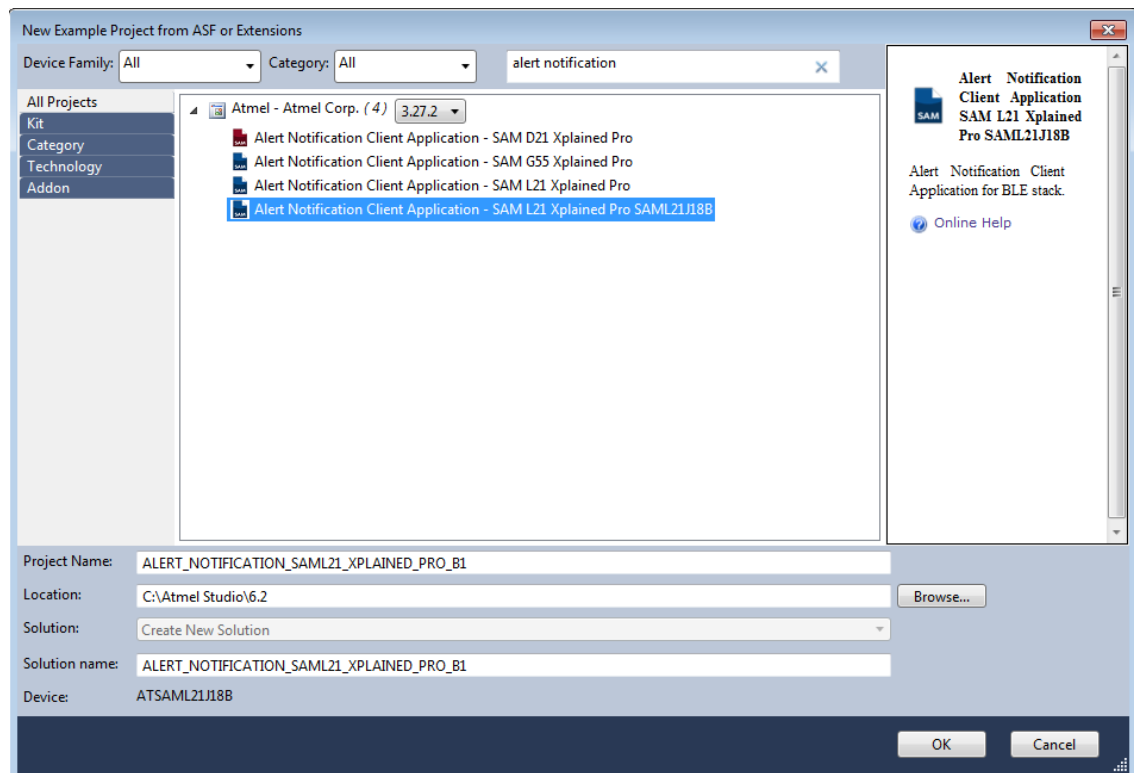 New Example Project from ASF or Extensions
Device Family: All Category: All alert notification
All Projects
Kit
Category
Technology
Addon
Atmel - Atmel Corp. (4) 3.27.2
Alert Notification Client Application - SAM D21 Xplained Pro
Alert Notification Client Application - SAM G55 Xplained Pro
Alert Notification Client Application - SAM L21 Xplained Pro
Alert Notification Client Application - SAM L21 Xplained Pro SAML21J18B
SAM
Alert Notification
Client Application
SAM L21 Xplained
Pro SAML21J18B
Alert Notification Client
Application for BLE stack.
Online Help
Project Name: ALERT_NOTIFICATION_SAML21_XPLAINED_PRO_B1
Location: C:\Atmel Studio\6.2 Browse...
Solution: Create New Solution
Solution name: ALERT_NOTIFICATION_SAML21_XPLAINED_PRO_B1
Device: ATSAML21J18B
OK Cancel